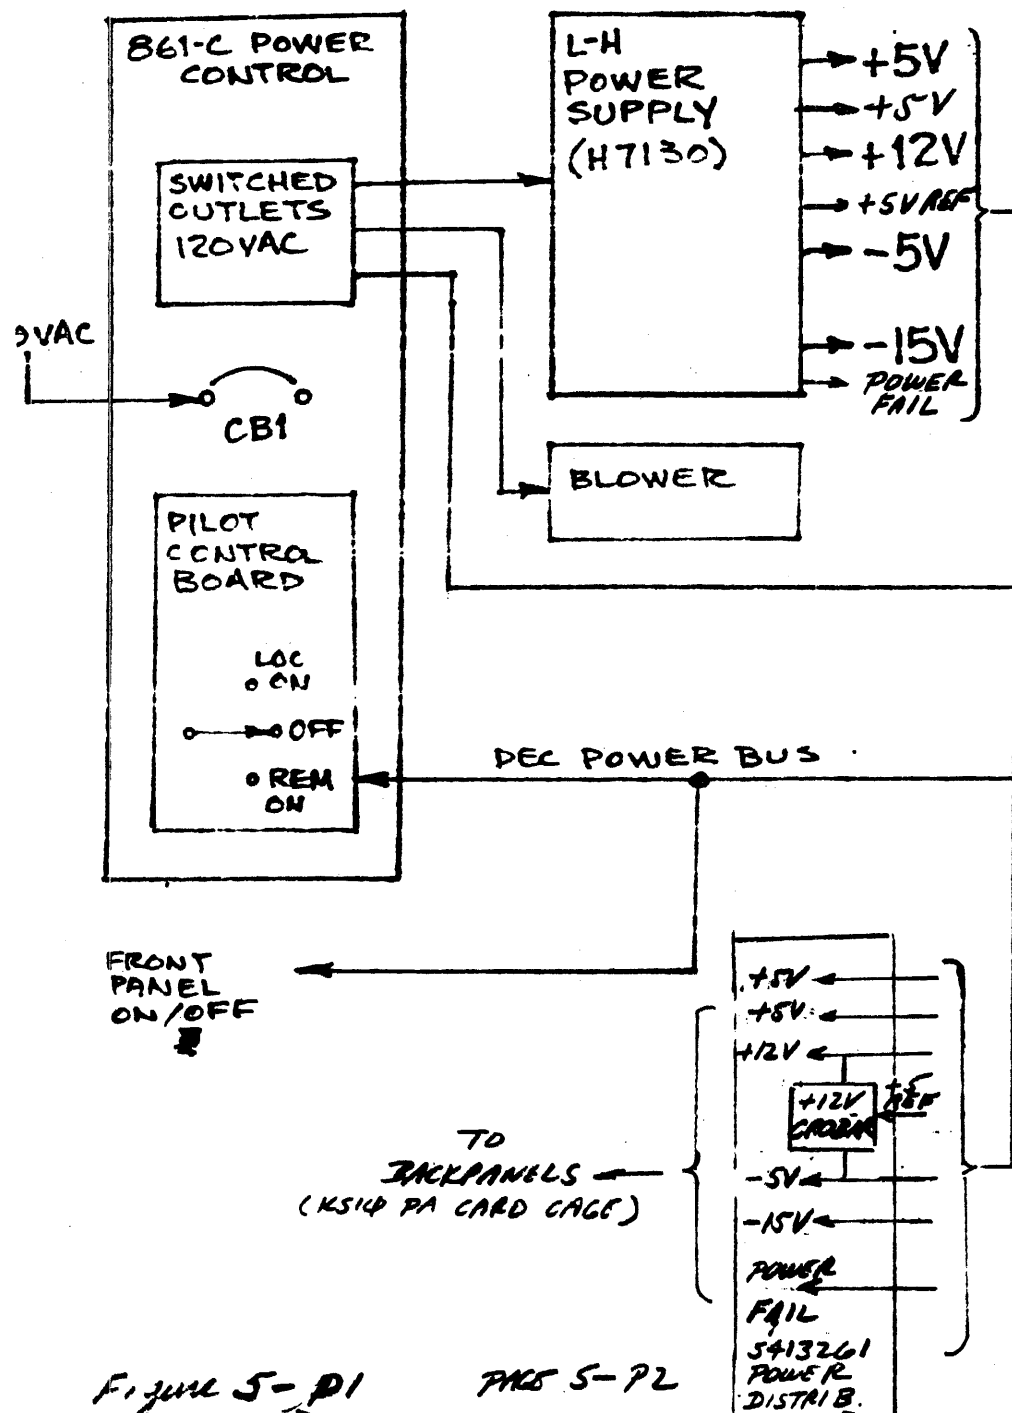 861-C POWER
CONTROL
SWITCHED
OUTLETS
120VAC
VAC
CB1
PILOT
CONTROL
BOARD
LOC
ON
OFF
REM
ON
L-H
POWER
SUPPLY
(H7130)
+5V
+5V
+12V
+5V REF
-5V
-15V
POWER
FAIL
BLOWER
DEC POWER BUS
FRONT
PANEL
ON/OFF
TO
BACKPANELS
(KS10 PA CARD CAGE)
+5V
+5V
+12V
+12V
CROBAR
+5
REF
-5V
-15V
POWER
FAIL
5413261
POWER
DISTRIB.
Figure 5-P1
PAGE 5-P2